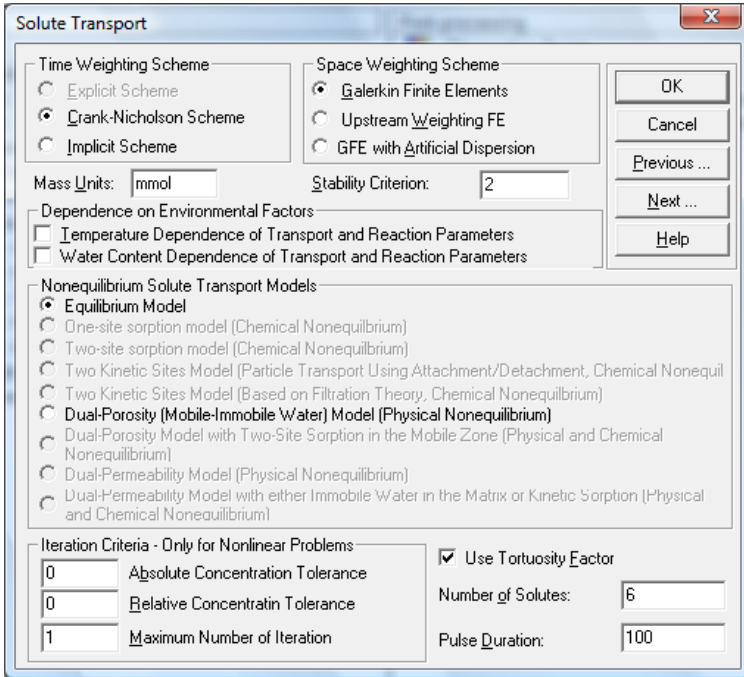 Solute Transport
Time Weighting Scheme
Explicit Scheme
Crank-Nicholson Scheme
Implicit Scheme
Space Weighting Scheme
Galerkin Finite Elements
Upstream Weighting FE
GFE with Artificial Dispersion
OK
Cancel
Previous ...
Next ...
Help
Mass Units: mmol
Stability Criterion: 2
Dependence on Environmental Factors
Temperature Dependence of Transport and Reaction Parameters
Water Content Dependence of Transport and Reaction Parameters
Nonequilibrium Solute Transport Models
Equilibrium Model
One-site sorption model (Chemical Nonequilbrium)
Two-site sorption model (Chemical Nonequilbrium)
Two Kinetic Sites Model (Particle Transport Using Attachment/Detachment, Chemical Nonequil
Two Kinetic Sites Model (Based on Filtration Theory, Chemical Nonequilbrium)
Dual-Porosity (Mobile-Immobile Water) Model (Physical Nonequilibrium)
Dual-Porosity Model with Two-Site Sorption in the Mobile Zone (Physical and Chemical
Nonequilibrium)
Dual-Permeability Model (Physical Nonequilibrium)
Dual-Permeability Model with either Immobile Water in the Matrix or Kinetic Sorption (Physical
and Chemical Nonequilibrium)
Iteration Criteria - Only for Nonlinear Problems
0 Absolute Concentration Tolerance
0 Relative Concentratin Tolerance
1 Maximum Number of Iteration
Use Tortuosity Factor
Number of Solutes: 6
Pulse Duration: 100